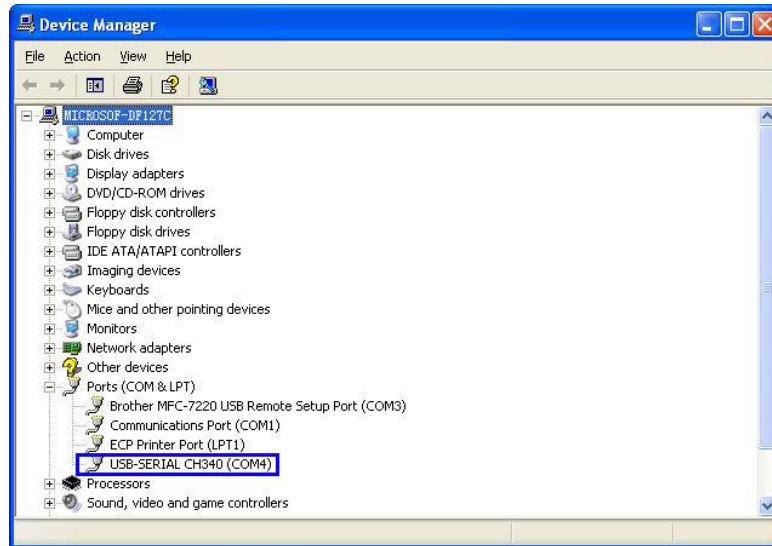 Device Manager
File Action View Help
MICROSOF-DF127C
Computer
Disk drives
Display adapters
DVD/CD-ROM drives
Floppy disk controllers
Floppy disk drives
IDE ATA/ATAPI controllers
Imaging devices
Keyboards
Mice and other pointing devices
Monitors
Network adapters
Other devices
Ports (COM & LPT)
Brother MFC-7220 USB Remote Setup Port (COM3)
Communications Port (COM1)
ECP Printer Port (LPT1)
USB-SERIAL CH340 (COM4)
Processors
Sound, video and game controllers